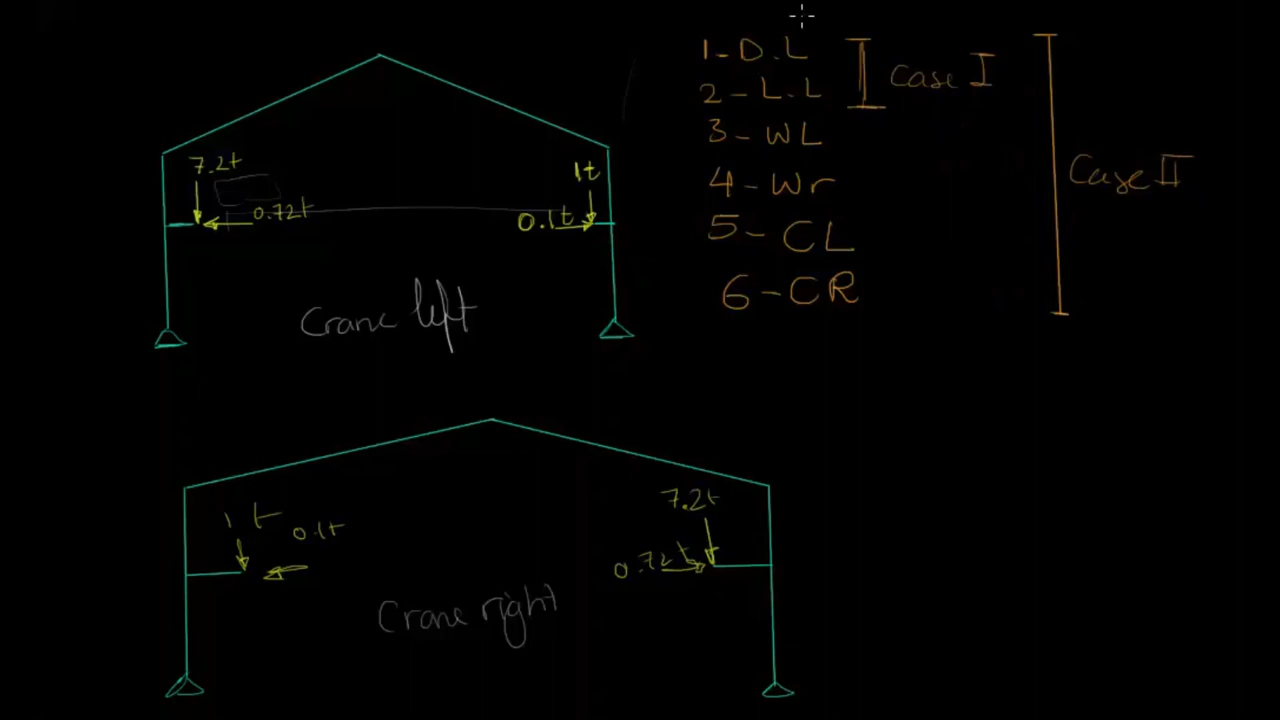 1-D.L
2-L.L
3-WL
4-Wr
5-CL
6-CR
Case I
Case II
7.2t
0.72t
1t
0.1t
Crane left
1t
0.1t
7.2t
0.72t
Crane right